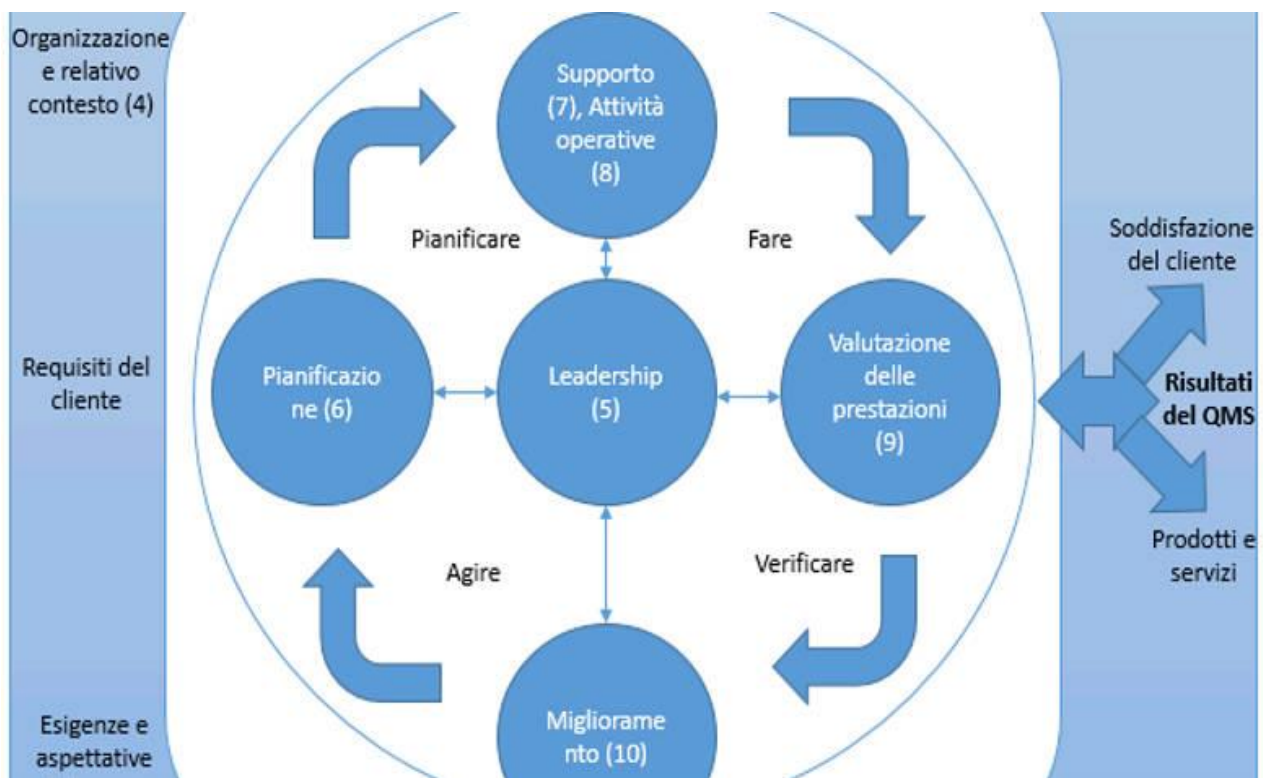 Organizzazione
e relativo
contesto (4)
Requisiti del
cliente
Esigenze e
aspettative
Supporto
(7), Attività
operative
(8)
Pianificare
Fare
Pianificazio
ne (6)
Leadership
(5)
Valutazione
delle
prestazioni
(9)
Agire
Verificare
Migliorame
nto (10)
Soddisfazione
del cliente
Risultati
del QMS
Prodotti e
servizi